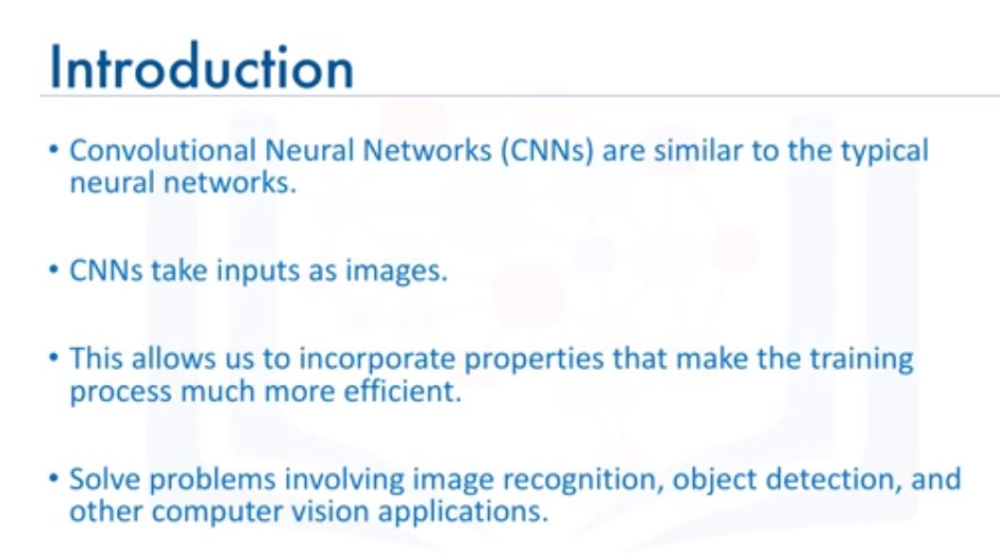 Introduction
• Convolutional Neural Networks (CNNs) are similar to the typical
neural networks.
• CNNs take inputs as images.
• This allows us to incorporate properties that make the training
process much more efficient.
• Solve problems involving image recognition, object detection, and
other computer vision applications.